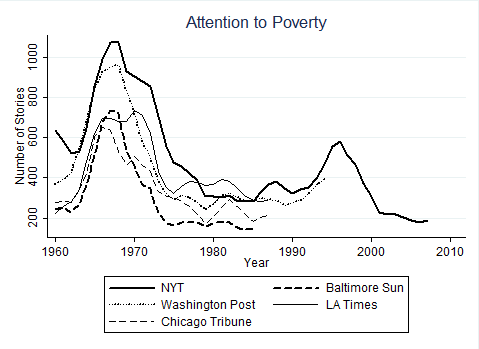 Attention to Poverty
Number of Stories
1000
800
600
400
200
1960
1970
1980
1990
2000
2010
Year
NYT
Baltimore Sun
Washington Post
LA Times
Chicago Tribune